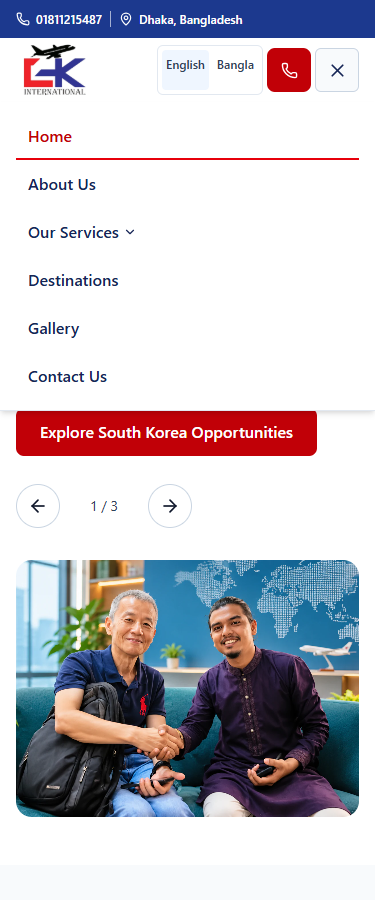 01811215487
Dhaka, Bangladesh
GK
INTERNATIONAL
English
Bangla
Home
About Us
Our Services
Destinations
Gallery
Contact Us
Explore South Korea Opportunities
1 / 3